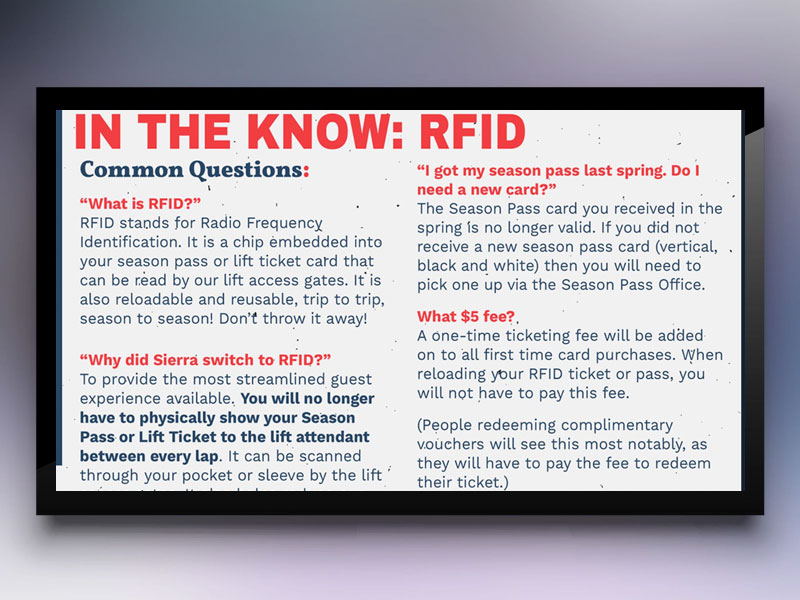 IN THE KNOW: RFID
Common Questions:
“What is RFID?”
RFID stands for Radio Frequency
Identification. It is a chip embedded into
your season pass or lift ticket card that
can be read by our lift access gates. It is
also reloadable and reusable, trip to trip,
season to season! Don’t throw it away!
“Why did Sierra switch to RFID?”
To provide the most streamlined guest
experience available. You will no longer
have to physically show your Season
Pass or Lift Ticket to the lift attendant
between every lap. It can be scanned
through your pocket or sleeve by the lift
“I got my season pass last spring. Do I
need a new card?”
The Season Pass card you received in the
spring is no longer valid. If you did not
receive a new season pass card (vertical,
black and white) then you will need to
pick one up via the Season Pass Office.
What $5 fee?
A one-time ticketing fee will be added
on to all first time card purchases. When
reloading your RFID ticket or pass, you
will not have to pay this fee.
(People redeeming complimentary
vouchers will see this most notably, as
they will have to pay the fee to redeem
their ticket.)